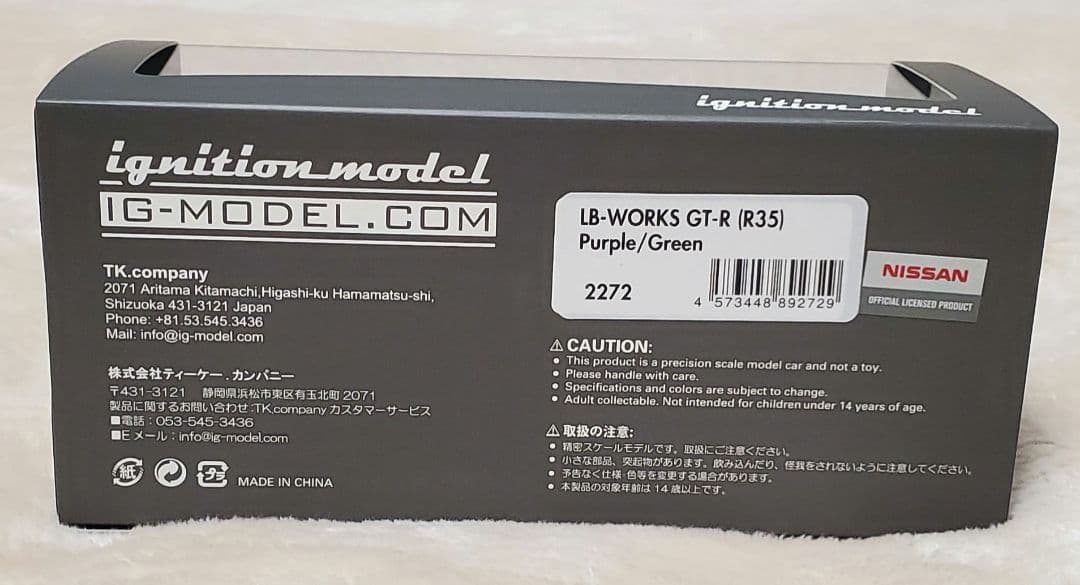 ignition model
ignition model
IG-MODEL.COM
TK.company
2071 Aritama Kitamachi,Higashi-ku Hamamatsu-shi,
Shizuoka 431-3121 Japan
Phone: +81.53.545.3436
Mail: info@ig-model.com
株式会社ティーケー.カンパニー
〒431-3121 静岡県浜松市東区有玉北町2071
製品に関するお問い合わせ:TK.company カスタマーサービス
■電話:053-545-3436
■Eメール:info@ig-model.com
紙
プラ
MADE IN CHINA
LB-WORKS GT-R (R35)
Purple/Green
2272
4 573448 892729
NISSAN
OFFICIAL LICENSED PRODUCT
⚠CAUTION:
● This product is a precision scale model car and not a toy.
● Please handle with care.
● Specifications and colors are subject to change.
● Adult collectable. Not intended for children under 14 years of age.
⚠取扱の注意:
● 精密スケールモデルです。取扱にご注意ください。
● 小さな部品、突起物があります。飲み込んだり、怪我をされないように注意してください。
● 予告なく仕様・色等を変更する場合があります。
● 本製品の対象年齢は14歳以上です。